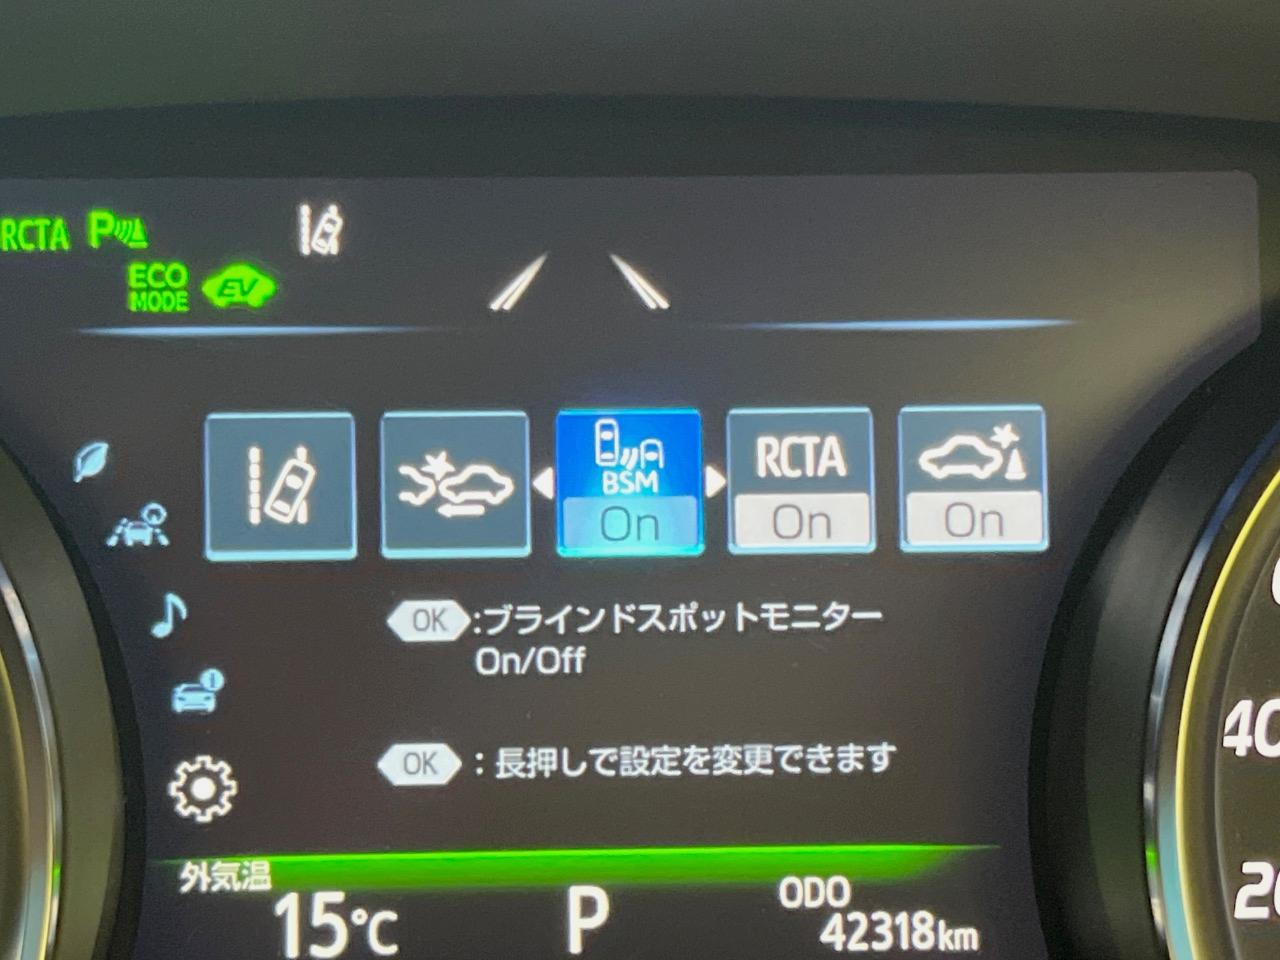 RCTA P
ECO
MODE
EV
BSM
On
RCTA
On
On
OK :ブラインドスポットモニター
On/Off
OK :長押しで設定を変更できます
外気温
15℃
P
ODO
42318km
40
20